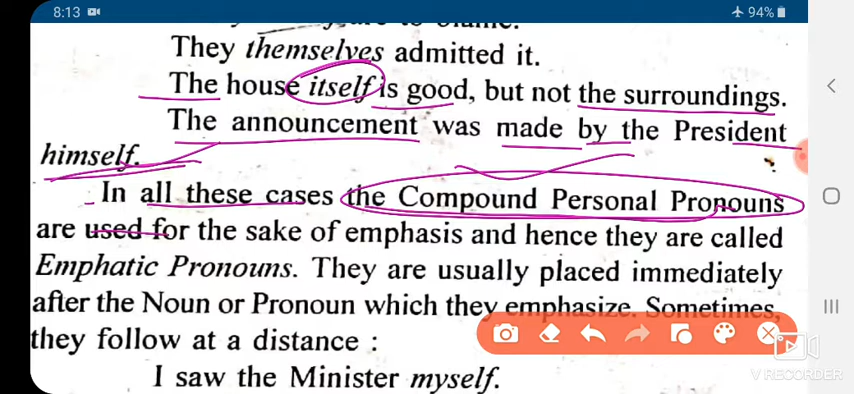 8:13
94%
They themselves admitted it.
The house itself is good, but not the surroundings.
The announcement was made by the President
himself.
In all these cases the Compound Personal Pronouns
are used for the sake of emphasis and hence they are called
Emphatic Pronouns. They are usually placed immediately
after the Noun or Pronoun which they emphasize. Sometimes,
they follow at a distance :
I saw the Minister myself.
V RECORDER